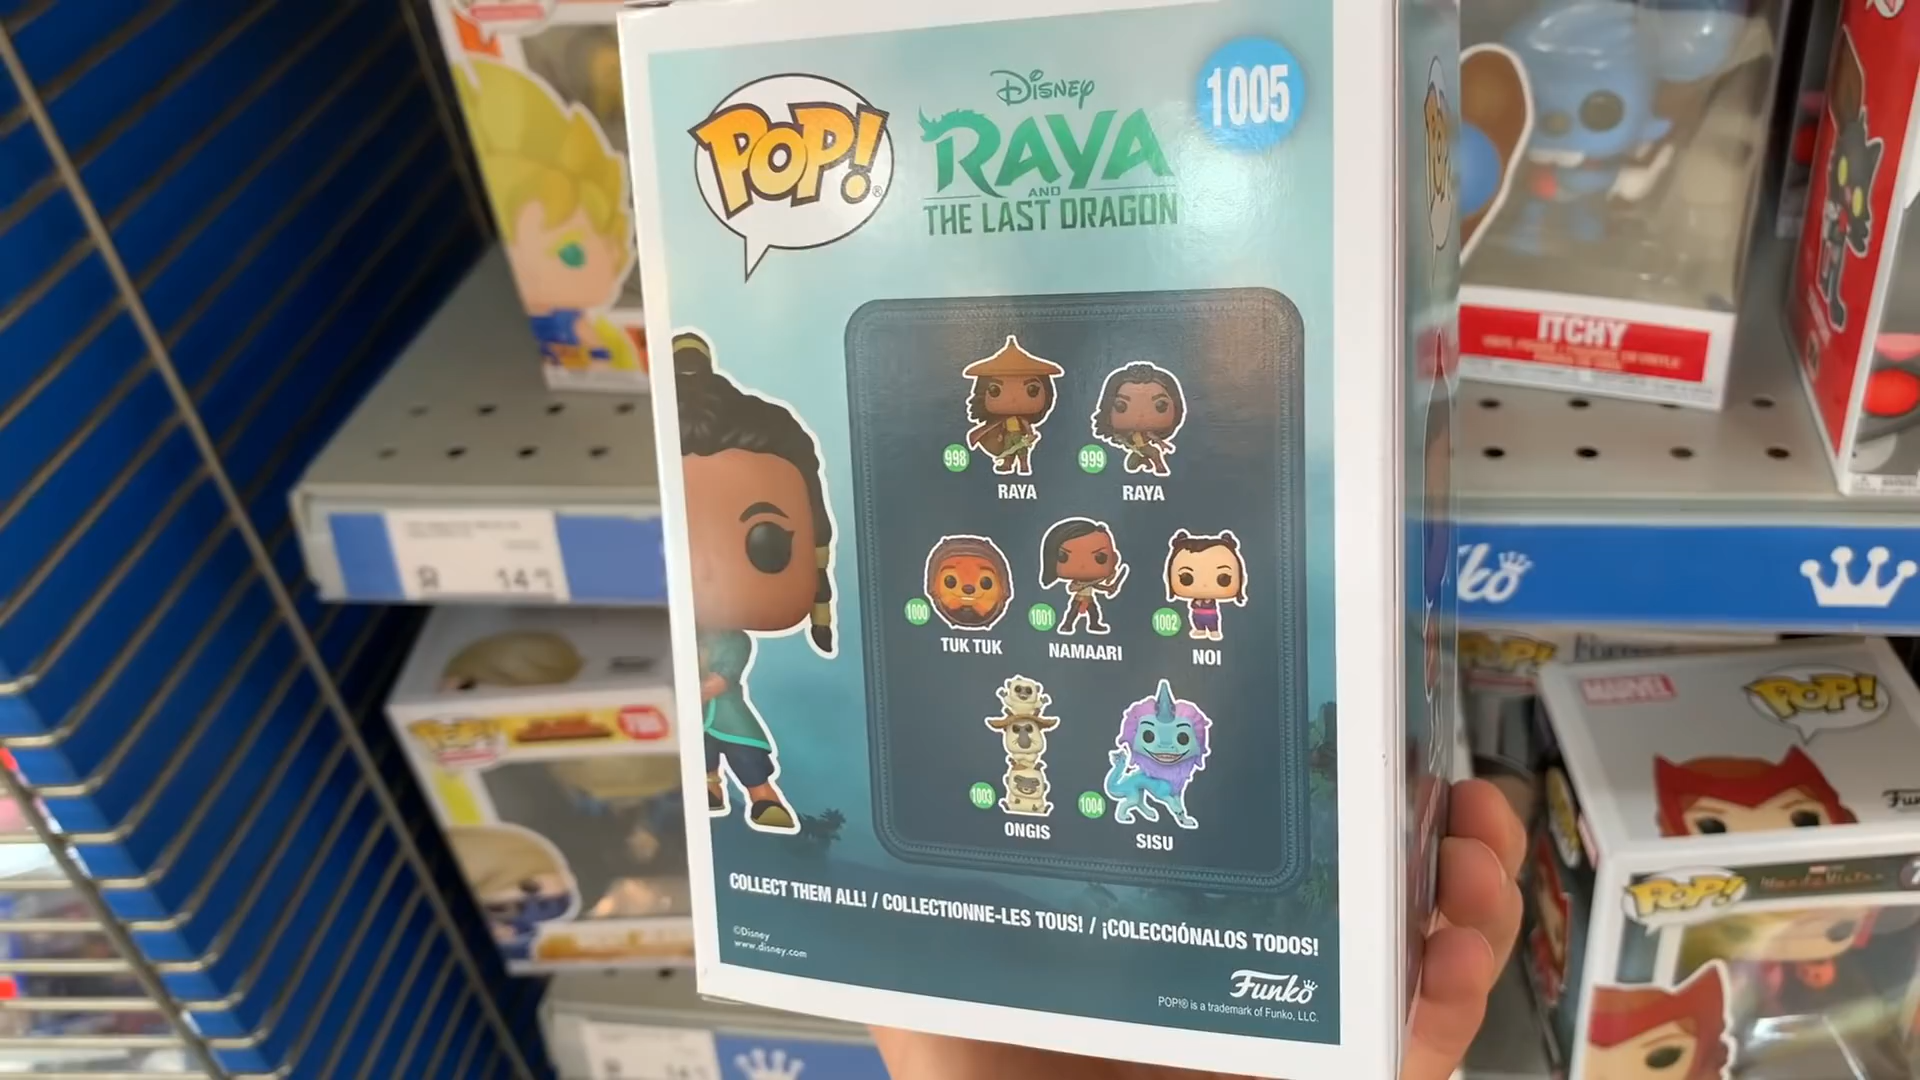 POP!
Disney
RAYA
AND
THE LAST DRAGON
1005
998
RAYA
999
RAYA
1000
TUK TUK
1001
NAMAARI
1002
NOI
1003
ONGIS
1004
SISU
COLLECT THEM ALL! / COLLECTIONNE-LES TOUS! / ¡COLECCIÓNALOS TODOS!
©Disney
www.disney.com
Funko
POP!® is a trademark of Funko, LLC.
ITCHY
MARVEL
POP!
POP!
WandaVision
POP!